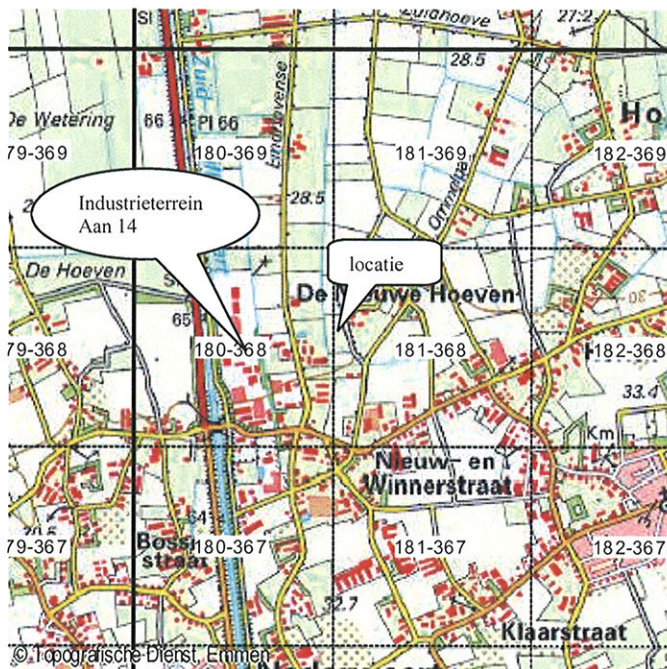 Zuidhoeve
27.2
28.5
Ho
De Wetering
66
Pl 66
79-369
180-369
181-369
182-369
Eindhovense
28.5
Industrieterrein
Aan 14
locatie
De Hoeven
De Nieuwe Hoeven
30
65
79-368
180-368
181-368
182-368
33.4
Km
Nieuw- en
Winnerstraat
64
79-367
Bossi
straat
180-367
181-367
182-367
32.7
Klaarstraat
© Topografische Dienst, Emmen